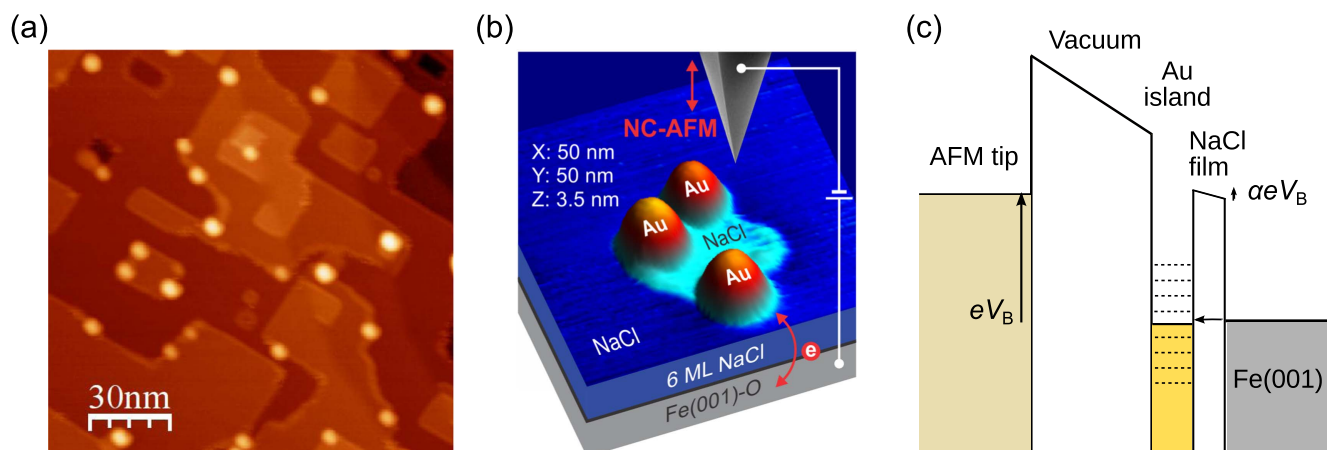 (a)
30nm
(b)
NC-AFM
X: 50 nm
Y: 50 nm
Z: 3.5 nm
Au
Au
NaCl
Au
NaCl
6 ML NaCl
e
Fe(001)-O
(c)
Vacuum
Au
island
NaCl
film
AFM tip
αeV_B
eV_B
Fe(001)